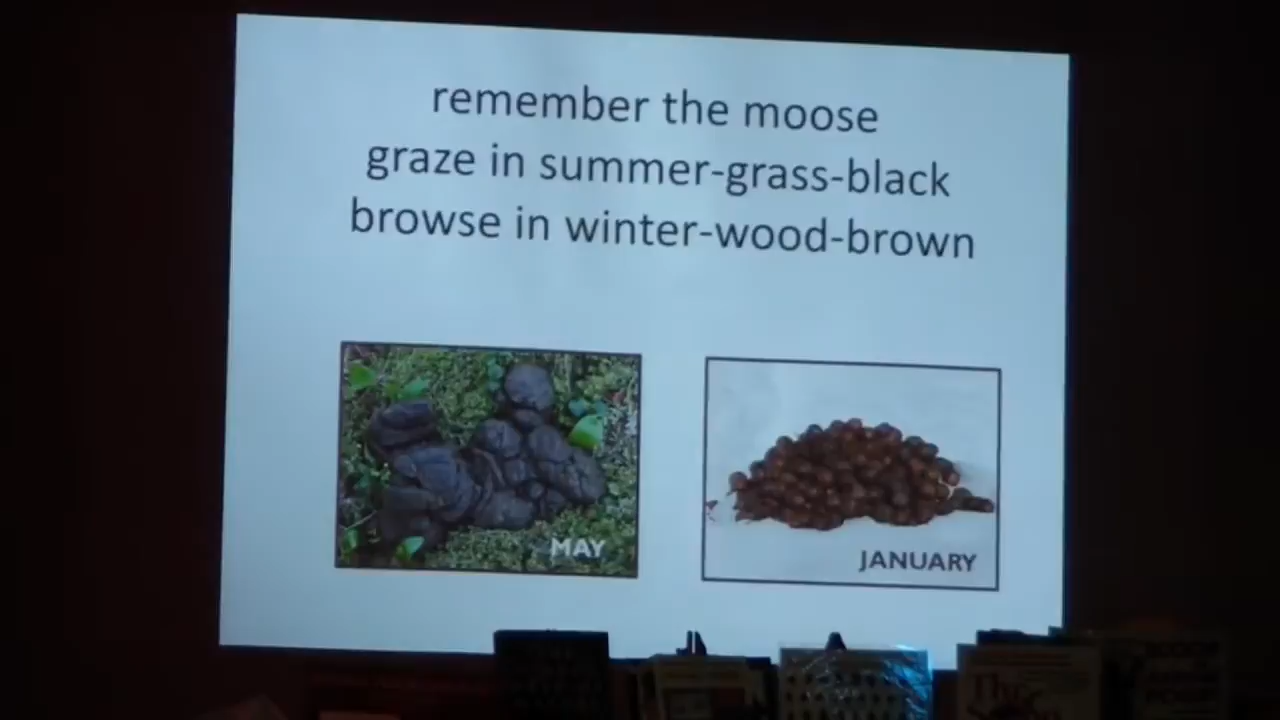 remember the moose
graze in summer-grass-black
browse in winter-wood-brown
MAY
JANUARY